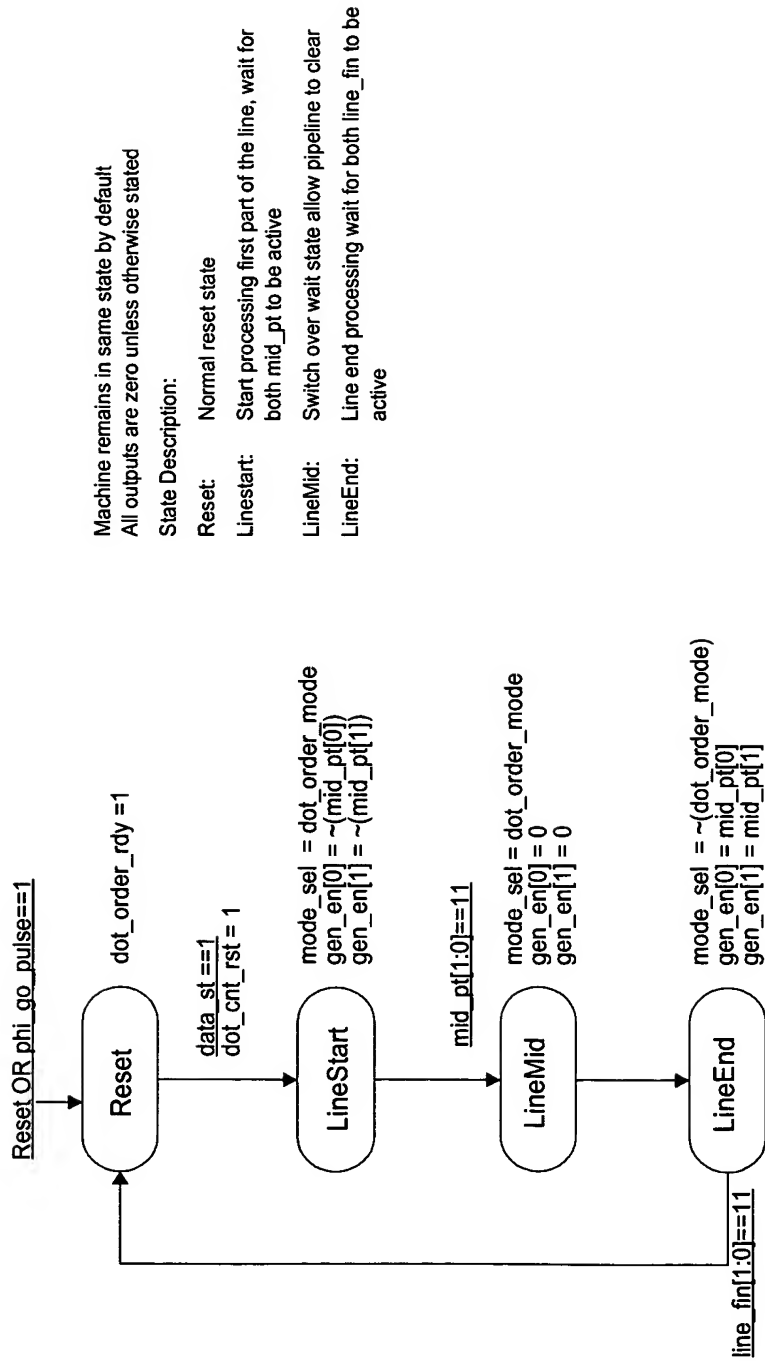 Reset OR phi_go_pulse==1
Reset
dot_order_rdy =1
data_st ==1
dot_cnt_rst = 1
LineStart
mode_sel = dot_order_mode
gen_en[0] = ~(mid_pt[0])
gen_en[1] = ~(mid_pt[1])
mid_pt[1:0]==11
LineMid
mode_sel = dot_order_mode
gen_en[0] = 0
gen_en[1] = 0
LineEnd
mode_sel = ~(dot_order_mode)
gen_en[0] = mid_pt[0]
gen_en[1] = mid_pt[1]
line_fin[1:0]==11
Machine remains in same state by default
All outputs are zero unless otherwise stated
State Description:
Reset: Normal reset state
Linestart: Start processing first part of the line, wait for
both mid_pt to be active
LineMid: Switch over wait state allow pipeline to clear
LineEnd: Line end processing wait for both line_fin to be
active